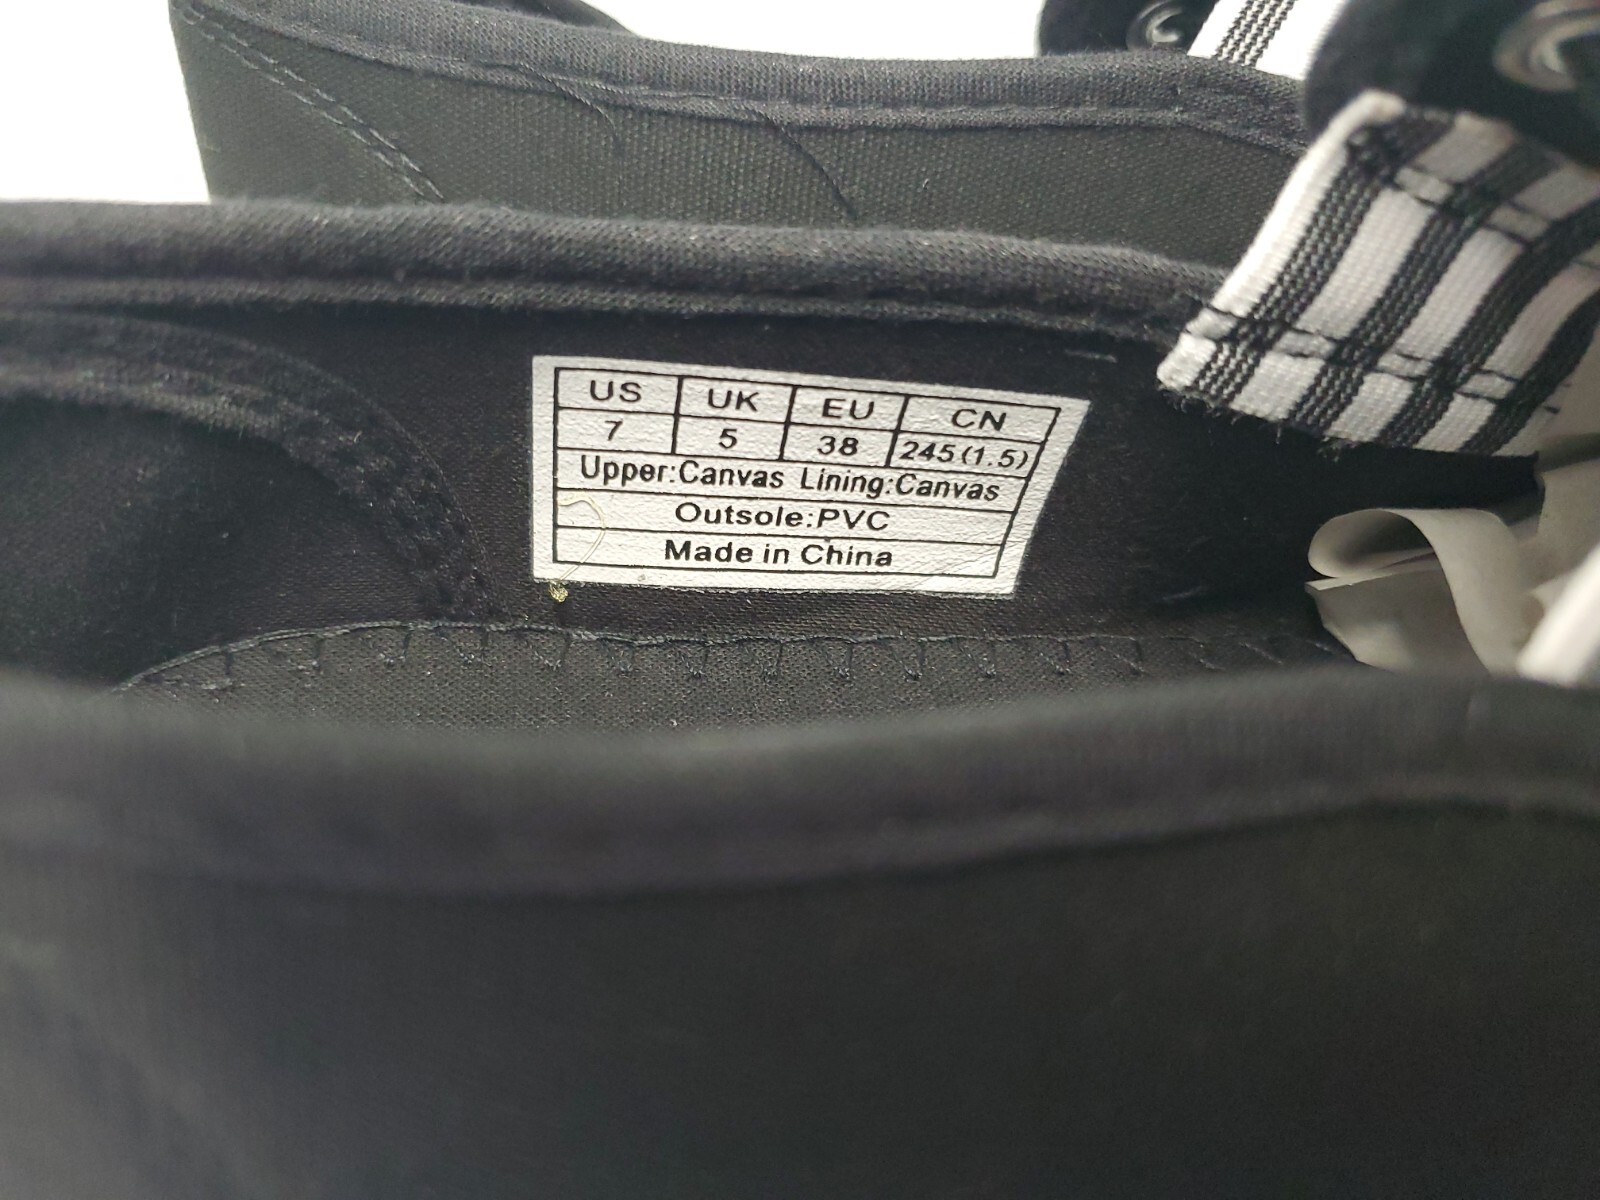 US UK EU CN
7 5 38 245(1.5)
Upper:Canvas Lining:Canvas
Outsole:PVC
Made in China